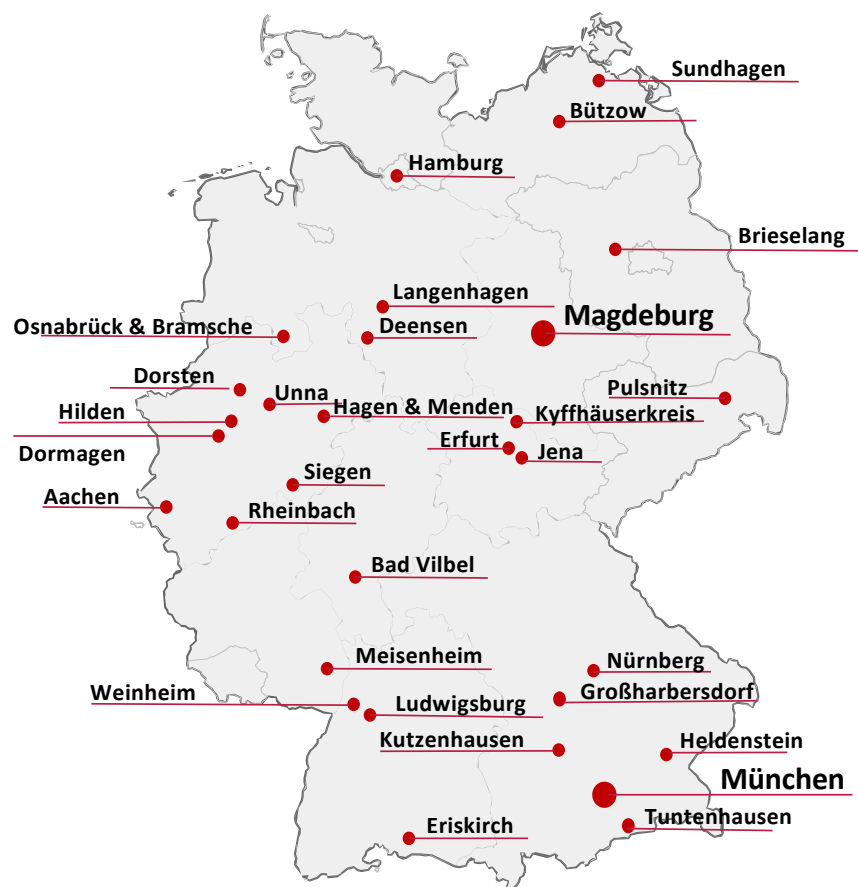 Sundhagen
Bützow
Hamburg
Brieselang
Langenhagen
Magdeburg
Osnabrück & Bramsche
Deensen
Dorsten
Unna
Pulsnitz
Hilden
Hagen & Menden
Kyffhäuserkreis
Dormagen
Erfurt
Jena
Siegen
Aachen
Rheinbach
Bad Vilbel
Meisenheim
Nürnberg
Weinheim
Großharbersdorf
Ludwigsburg
Kutzenhausen
Heldenstein
München
Tuntenhausen
Eriskirch